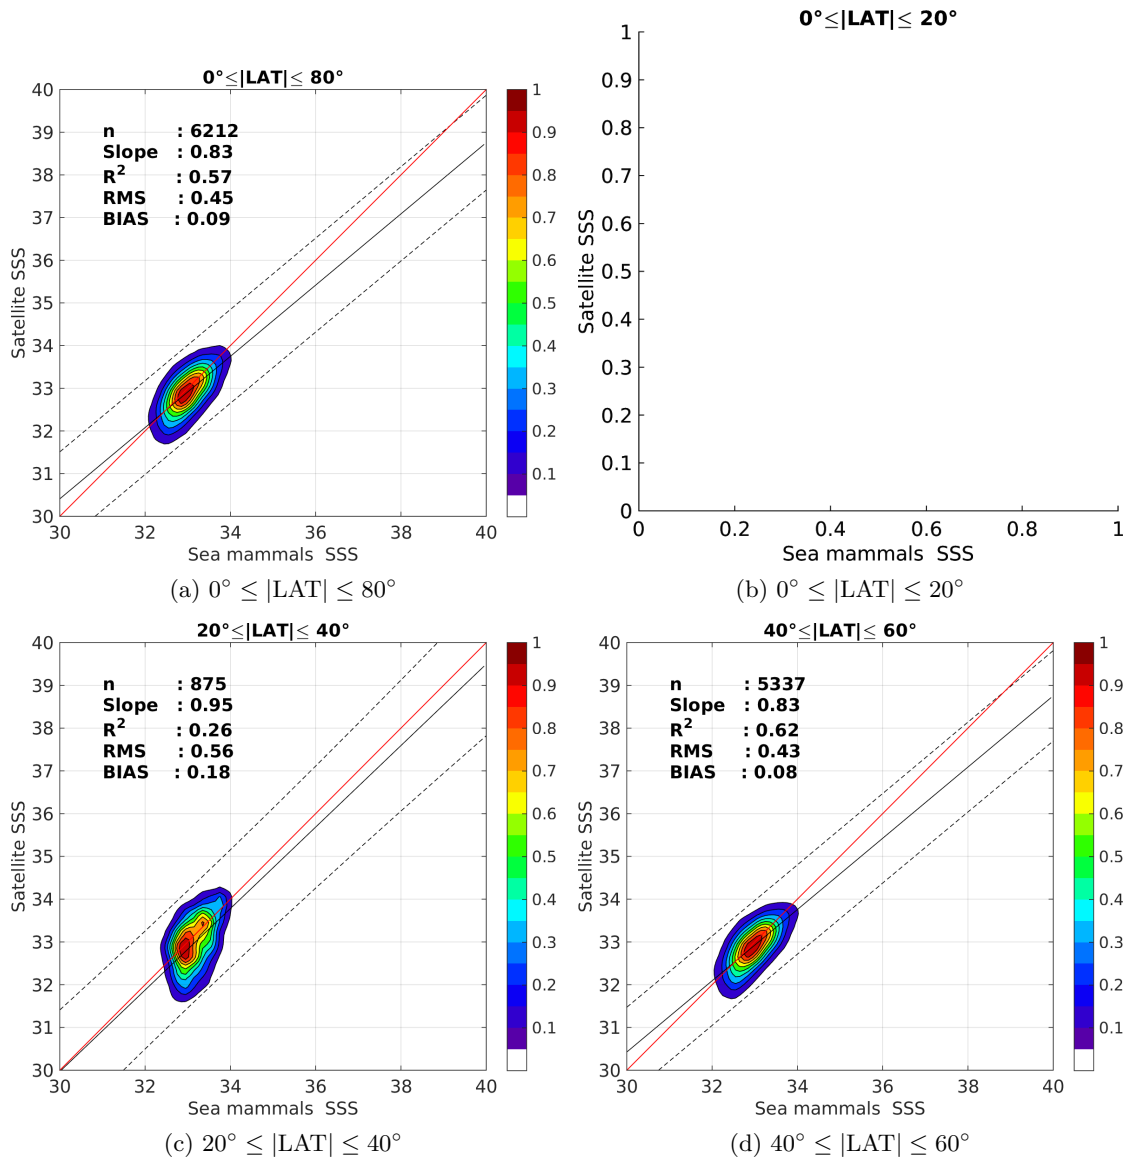 0°≤|LAT|≤ 80°
40
39
38
37
36
35
34
33
32
31
30
n : 6212
Slope : 0.83
R² : 0.57
RMS : 0.45
BIAS : 0.09
30 32 34 36 38 40
Sea mammals SSS
Satellite SSS
1
0.9
0.8
0.7
0.6
0.5
0.4
0.3
0.2
0.1
(a) 0° ≤ |LAT| ≤ 80°
0°≤|LAT|≤ 20°
1
0.9
0.8
0.7
0.6
0.5
0.4
0.3
0.2
0.1
0
0 0.2 0.4 0.6 0.8 1
Sea mammals SSS
Satellite SSS
(b) 0° ≤ |LAT| ≤ 20°
20°≤|LAT|≤ 40°
40
39
38
37
36
35
34
33
32
31
30
n : 875
Slope : 0.95
R² : 0.26
RMS : 0.56
BIAS : 0.18
30 32 34 36 38 40
Sea mammals SSS
Satellite SSS
1
0.9
0.8
0.7
0.6
0.5
0.4
0.3
0.2
0.1
(c) 20° ≤ |LAT| ≤ 40°
40°≤|LAT|≤ 60°
40
39
38
37
36
35
34
33
32
31
30
n : 5337
Slope : 0.83
R² : 0.62
RMS : 0.43
BIAS : 0.08
30 32 34 36 38 40
Sea mammals SSS
Satellite SSS
1
0.9
0.8
0.7
0.6
0.5
0.4
0.3
0.2
0.1
(d) 40° ≤ |LAT| ≤ 60°